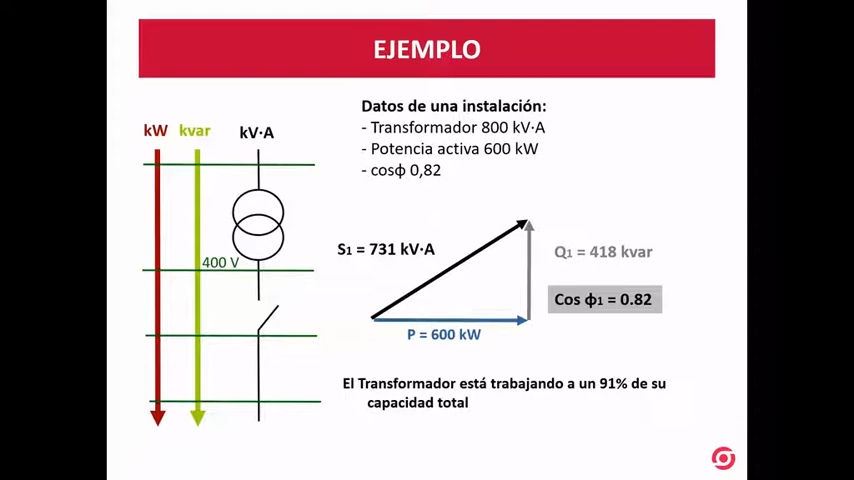 EJEMPLO
Datos de una instalación:
- Transformador 800 kV·A
- Potencia activa 600 kW
- cosϕ 0,82
kW kvar kV·A
400 V
S1 = 731 kV·A
Q1 = 418 kvar
Cos ϕ1 = 0.82
P = 600 kW
El Transformador está trabajando a un 91% de su
capacidad total